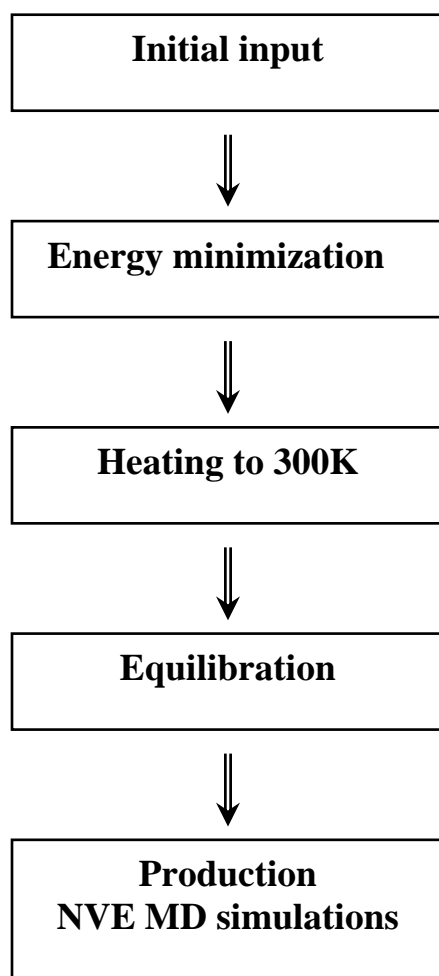 Initial input
Energy minimization
Heating to 300K
Equilibration
Production
NVE MD simulations